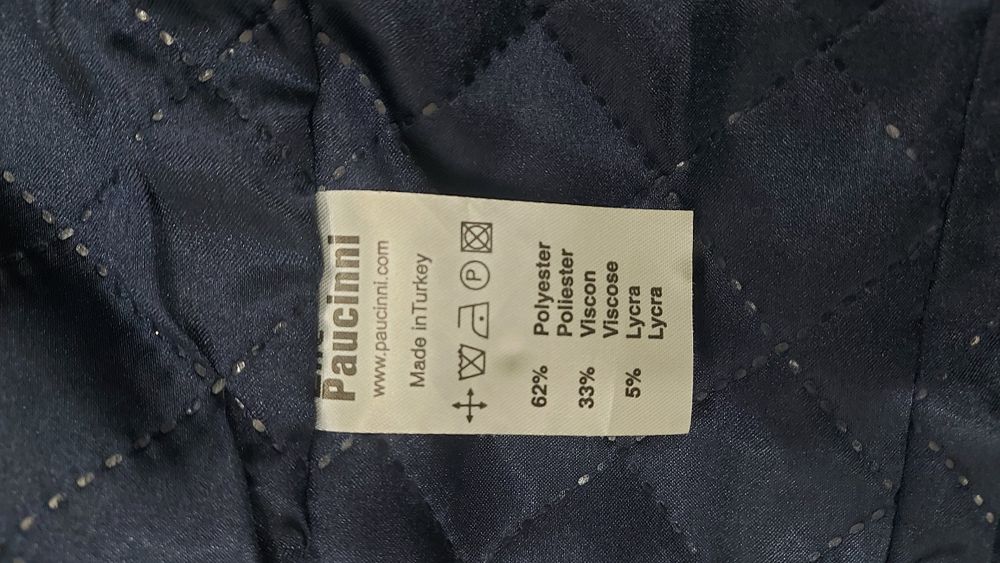 Paucinni
www.paucinni.com
Made inTurkey
P
62% Polyester
Poliester
33% Viscon
Viscose
5% Lycra
Lycra